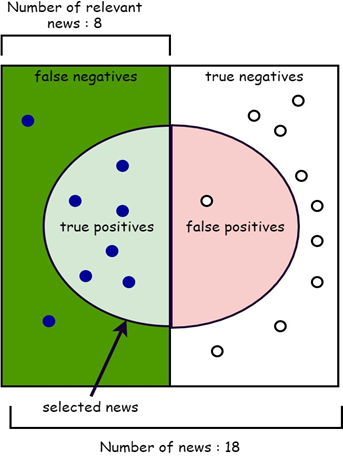 Number of relevant
news : 8
false negatives
true negatives
true positives
false positives
selected news
Number of news : 18